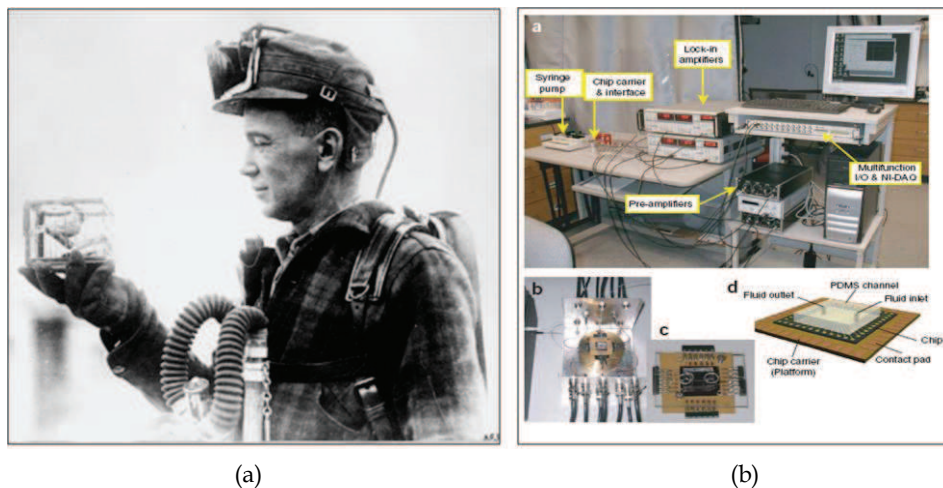 a
Lock-in
amplifiers
Syringe
pump
Chip carrier
& interface
Multifunction
I/O & NI-DAQ
Pre-amplifiers
b
c
d
PDMS channel
Fluid outlet
Fluid inlet
Chip
Contact pad
Chip carrier
(Platform)
(a)
(b)